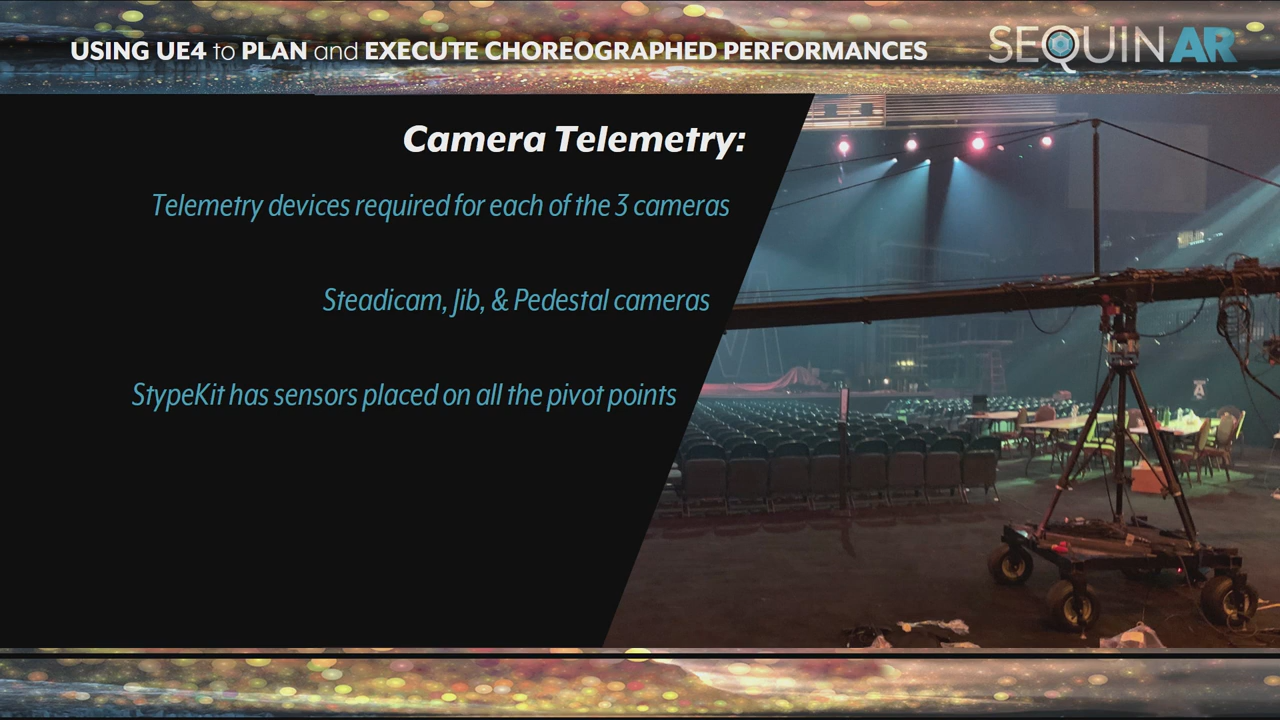 USING UE4 to PLAN and EXECUTE CHOREOGRAPHED PERFORMANCES
SEQUINAR
Camera Telemetry:
Telemetry devices required for each of the 3 cameras
Steadicam, Jib, & Pedestal cameras
StypeKit has sensors placed on all the pivot points